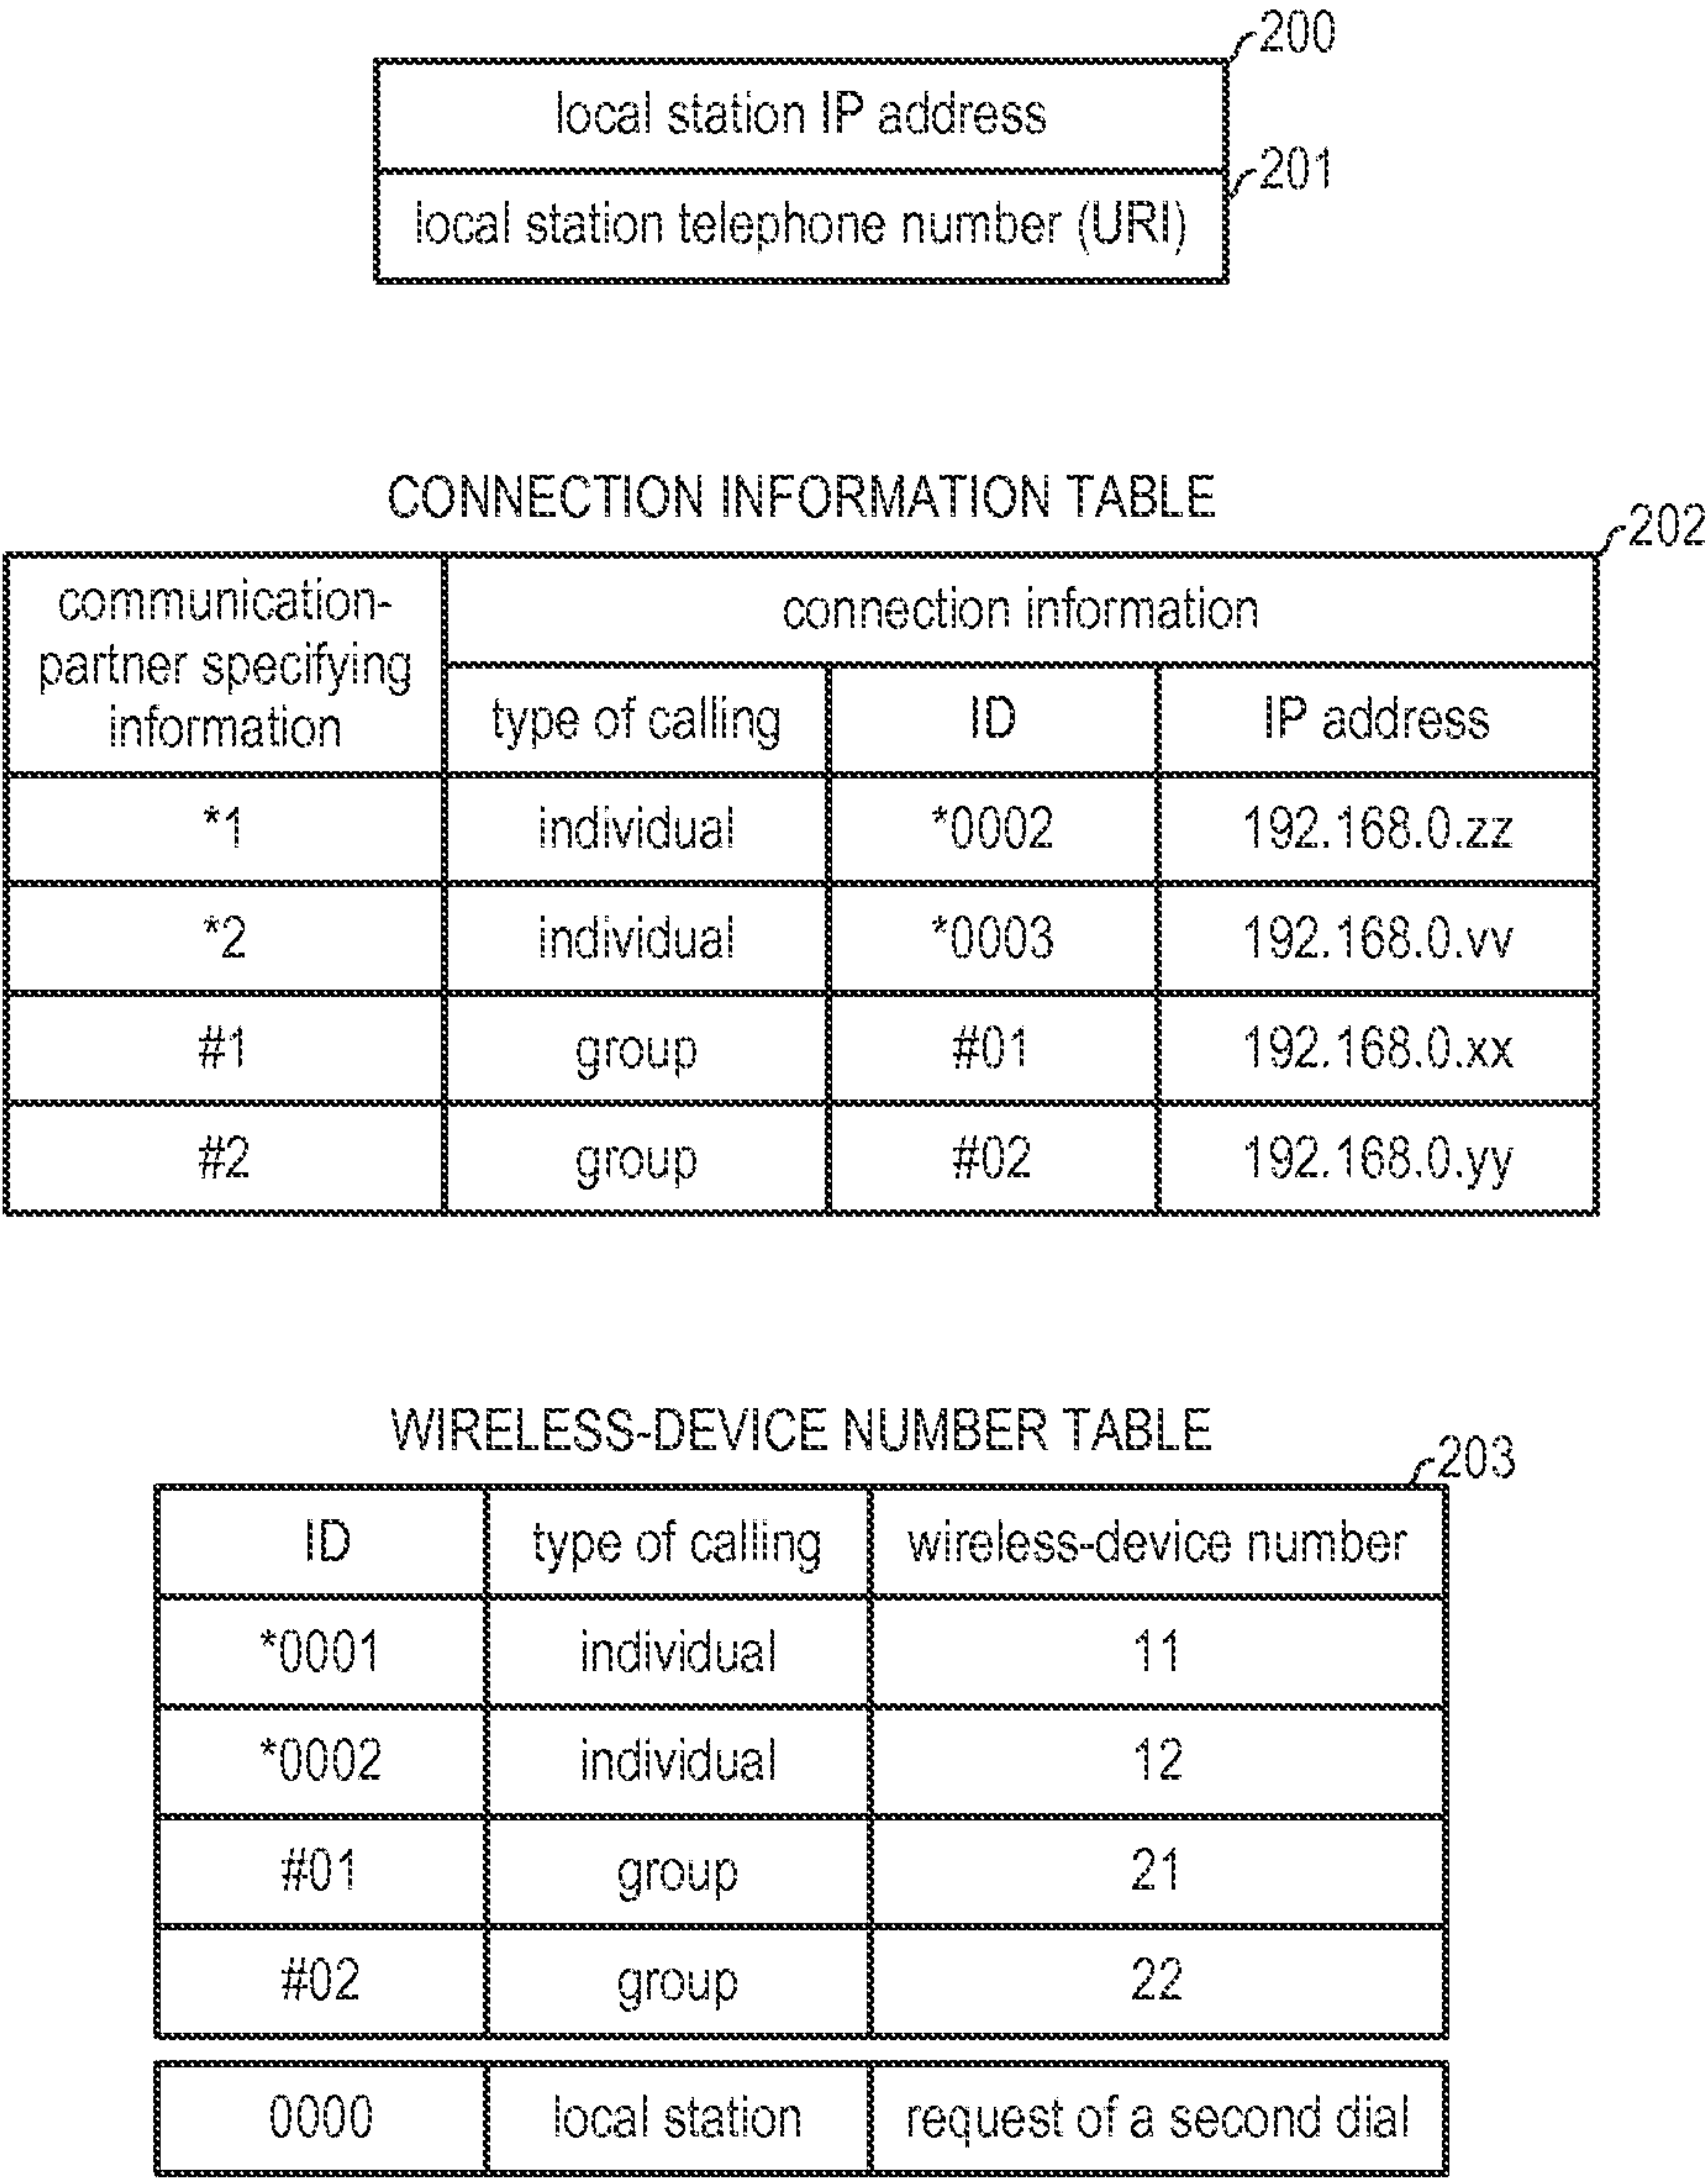 200
local station IP address
201
local station telephone number (URI)
CONNECTION INFORMATION TABLE
202
communication-
partner specifying
information
connection information
type of calling ID IP address
*1 individual *0002 192.168.0.zz
*2 individual *0003 192.168.0.vv
#1 group #01 192.168.0.xx
#2 group #02 192.168.0.yy
WIRELESS-DEVICE NUMBER TABLE
203
ID type of calling wireless-device number
*0001 individual 11
*0002 individual 12
#01 group 21
#02 group 22
0000 local station request of a second dial